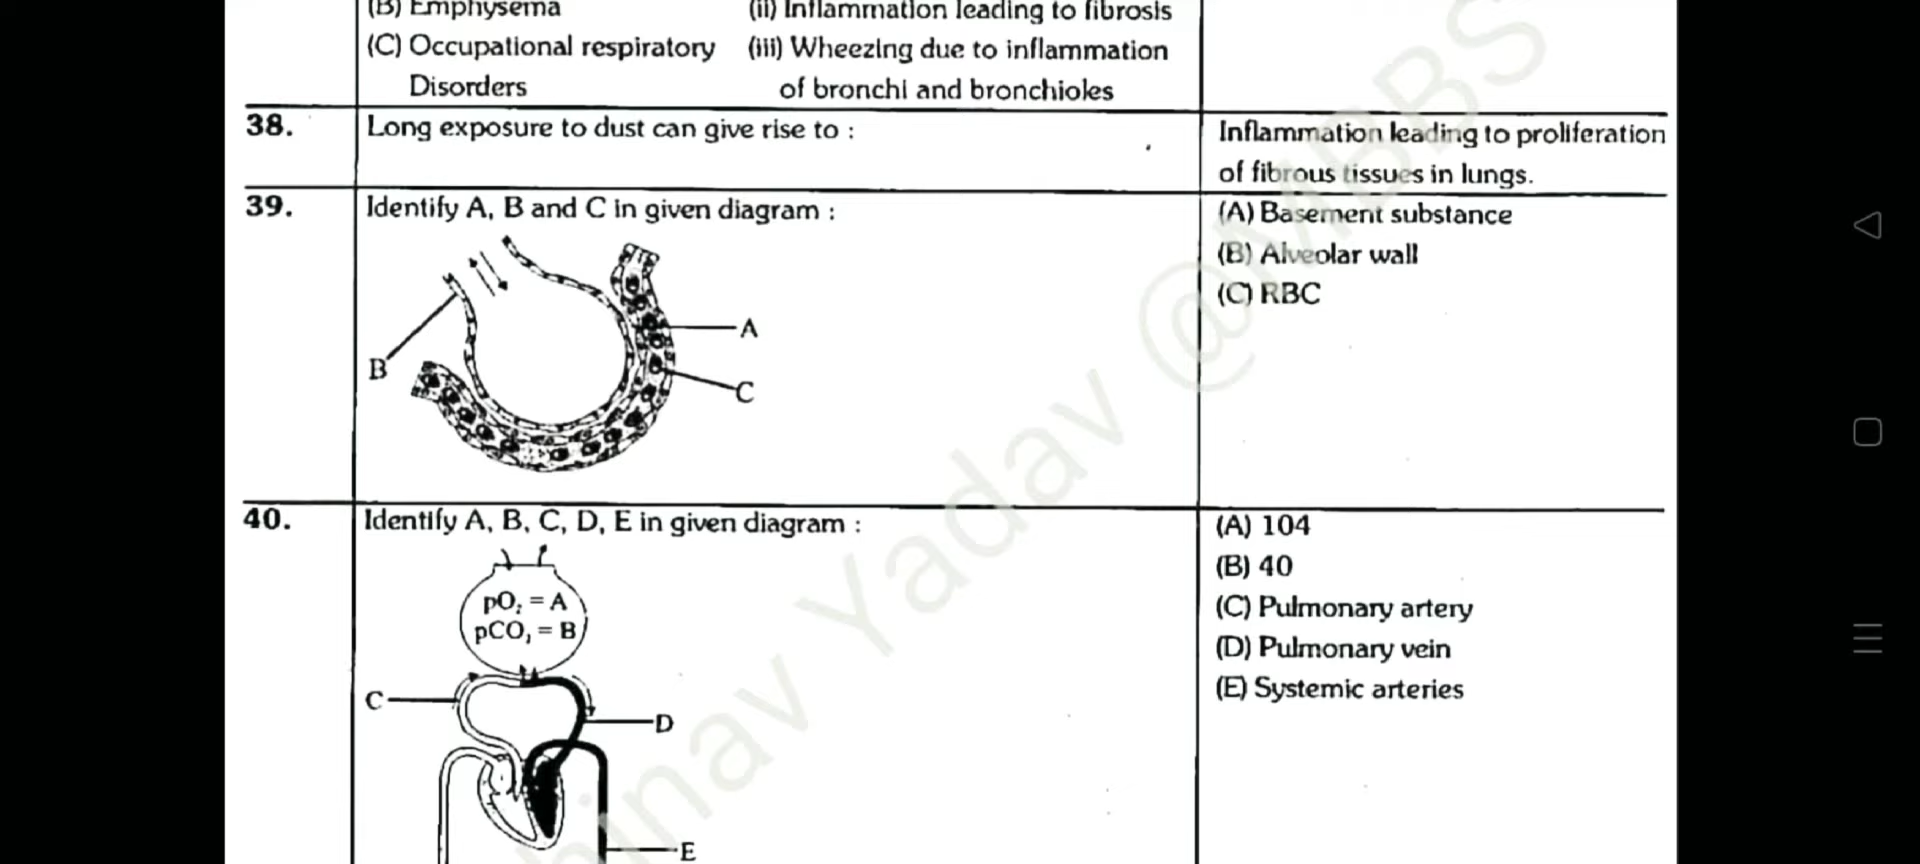 (B) Emphysema (ii) Inflammation leading to fibrosis
(C) Occupational respiratory (iii) Wheezing due to inflammation
Disorders of bronchi and bronchioles
38. Long exposure to dust can give rise to : Inflammation leading to proliferation
of fibrous tissues in lungs.
39. Identify A, B and C in given diagram : (A) Basement substance
(B) Alveolar wall
(C) RBC
A
B
C
40. Identify A, B, C, D, E in given diagram : (A) 104
(B) 40
(C) Pulmonary artery
(D) Pulmonary vein
(E) Systemic arteries
pO₂ = A
pCO₂ = B
C
D
E
hinav Yadav @MBBS